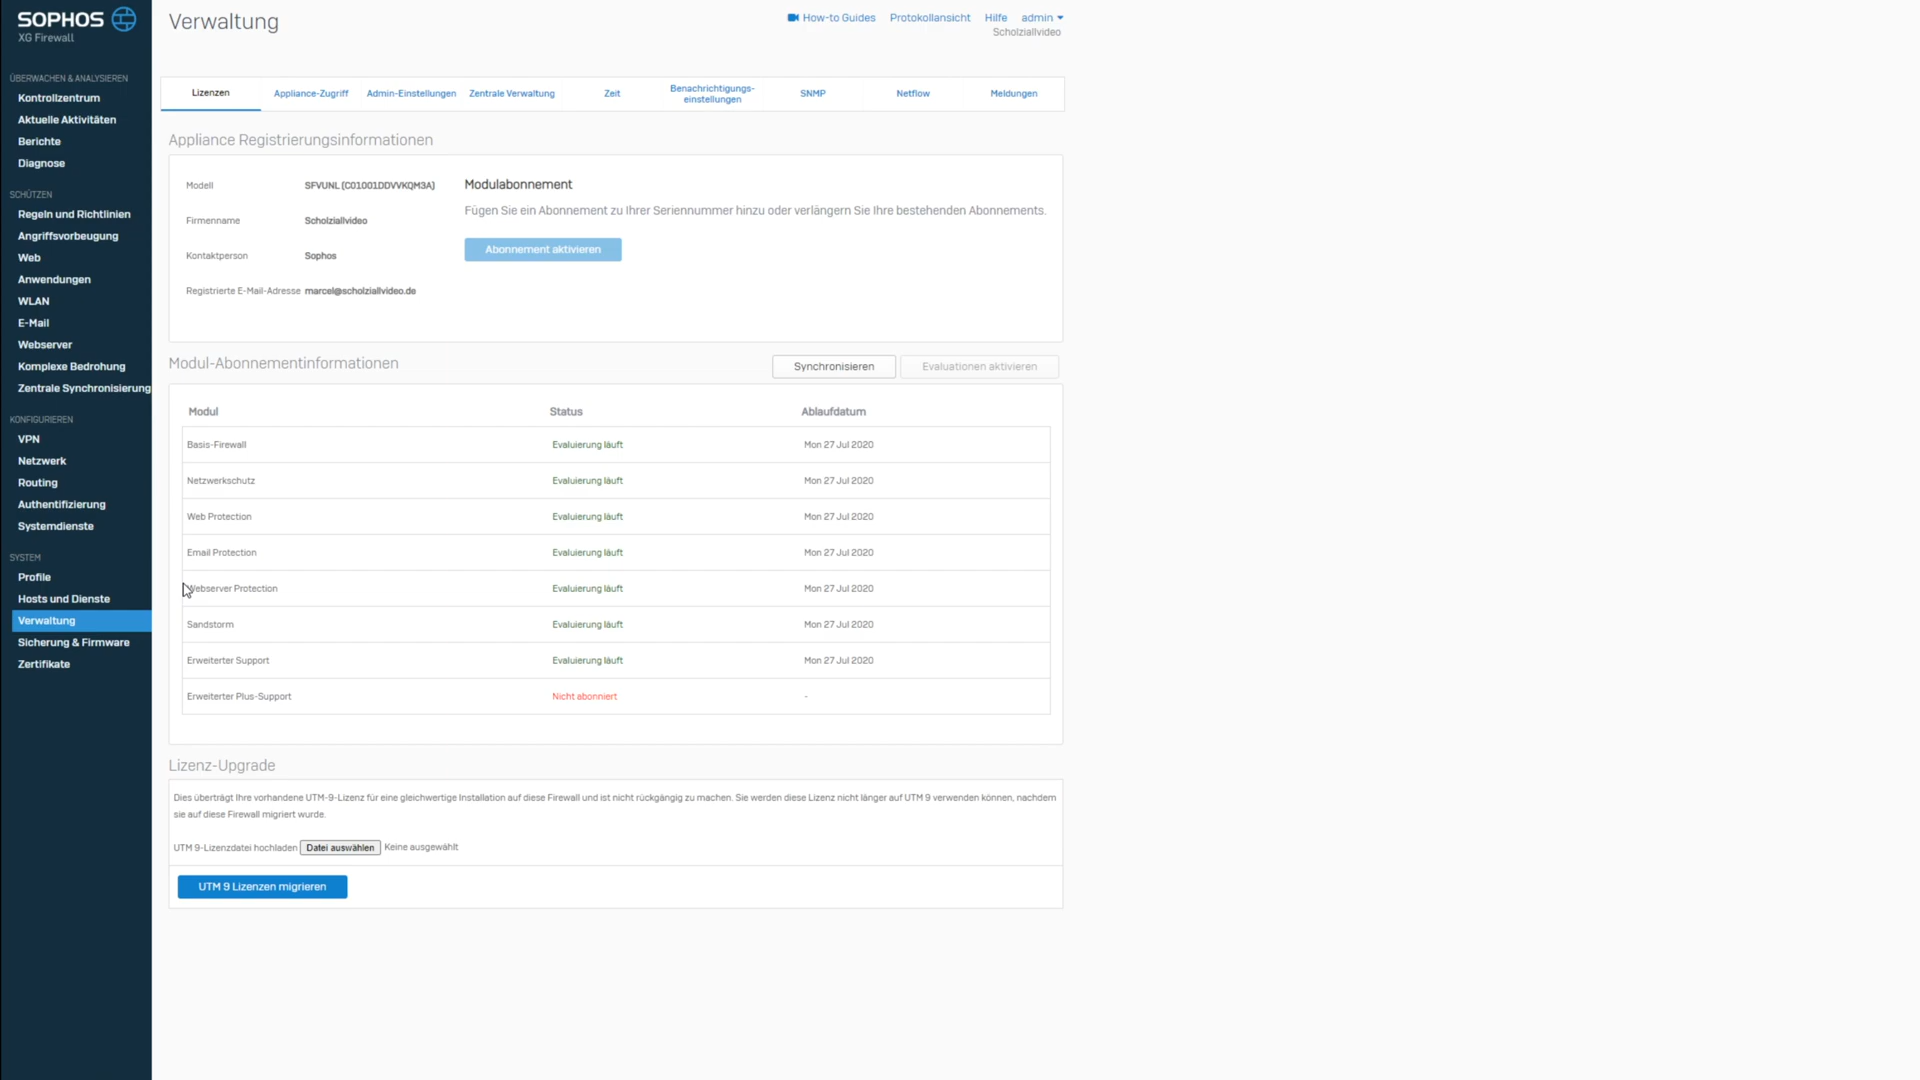 SOPHOS
XG Firewall
Verwaltung
How-to Guides Protokollansicht Hilfe admin
Scholziallvideo
ÜBERWACHEN & ANALYSIEREN
Kontrollzentrum
Aktuelle Aktivitäten
Berichte
Diagnose
SCHÜTZEN
Regeln und Richtlinien
Angriffsvorbeugung
Web
Anwendungen
WLAN
E-Mail
Webserver
Komplexe Bedrohung
Zentrale Synchronisierung
KONFIGURIEREN
VPN
Netzwerk
Routing
Authentifizierung
Systemdienste
SYSTEM
Profile
Hosts und Dienste
Verwaltung
Sicherung & Firmware
Zertifikate
Lizenzen Appliance-Zugriff Admin-Einstellungen Zentrale Verwaltung Zeit Benachrichtigungs-
einstellungen SNMP Netflow Meldungen
Appliance Registrierungsinformationen
Modell SFVUNL (C01001DDVVKQM3A)
Firmenname Scholziallvideo
Kontaktperson Sophos
Registrierte E-Mail-Adresse marcel@scholziallvideo.de
Modulabonnement
Fügen Sie ein Abonnement zu Ihrer Seriennummer hinzu oder verlängern Sie Ihre bestehenden Abonnements.
Abonnement aktivieren
Modul-Abonnementinformationen
Synchronisieren Evaluationen aktivieren
Modul Status Ablaufdatum
Basis-Firewall Evaluierung läuft Mon 27 Jul 2020
Netzwerkschutz Evaluierung läuft Mon 27 Jul 2020
Web Protection Evaluierung läuft Mon 27 Jul 2020
Email Protection Evaluierung läuft Mon 27 Jul 2020
Webserver Protection Evaluierung läuft Mon 27 Jul 2020
Sandstorm Evaluierung läuft Mon 27 Jul 2020
Erweiterter Support Evaluierung läuft Mon 27 Jul 2020
Erweiterter Plus-Support Nicht abonniert -
Lizenz-Upgrade
Dies überträgt Ihre vorhandene UTM-9-Lizenz für eine gleichwertige Installation auf diese Firewall und ist nicht rückgängig zu machen. Sie werden diese Lizenz nicht länger auf UTM 9 verwenden können, nachdem
sie auf diese Firewall migriert wurde.
UTM 9-Lizenzdatei hochladen Datei auswählen Keine ausgewählt
UTM 9 Lizenzen migrieren